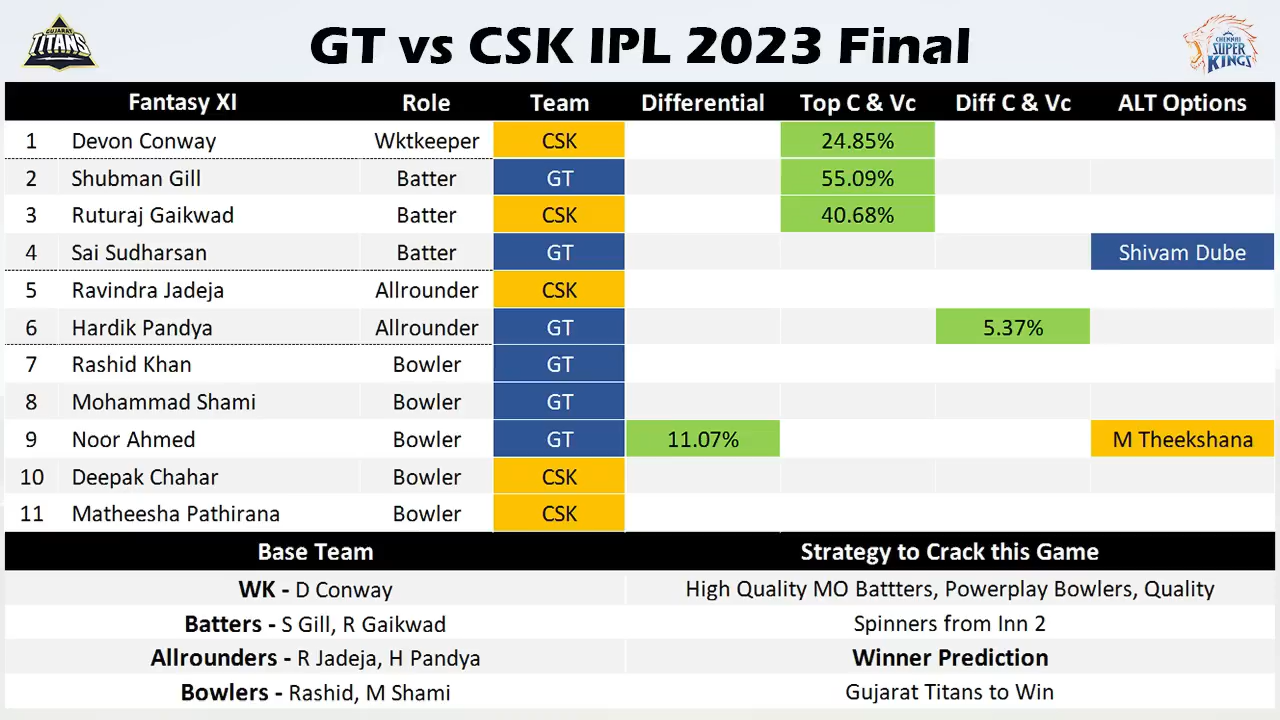 GUJARAT
TITANS
GT vs CSK IPL 2023 Final
CHENNAI
SUPER
KINGS
Fantasy XI Role Team Differential Top C & Vc Diff C & Vc ALT Options
1 Devon Conway Wktkeeper CSK 24.85%
2 Shubman Gill Batter GT 55.09%
3 Ruturaj Gaikwad Batter CSK 40.68%
4 Sai Sudharsan Batter GT Shivam Dube
5 Ravindra Jadeja Allrounder CSK
6 Hardik Pandya Allrounder GT 5.37%
7 Rashid Khan Bowler GT
8 Mohammad Shami Bowler GT
9 Noor Ahmed Bowler GT 11.07% M Theekshana
10 Deepak Chahar Bowler CSK
11 Matheesha Pathirana Bowler CSK
Base Team Strategy to Crack this Game
WK - D Conway High Quality MO Battters, Powerplay Bowlers, Quality
Batters - S Gill, R Gaikwad Spinners from Inn 2
Allrounders - R Jadeja, H Pandya Winner Prediction
Bowlers - Rashid, M Shami Gujarat Titans to Win